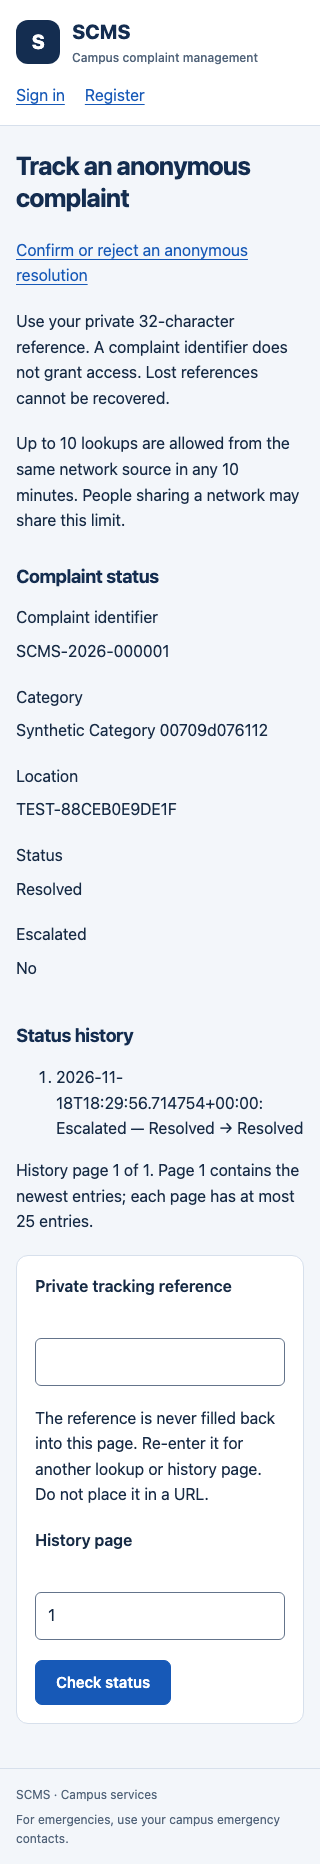 S
SCMS
Campus complaint management
Sign in Register
Track an anonymous
complaint
Confirm or reject an anonymous
resolution
Use your private 32-character
reference. A complaint identifier does
not grant access. Lost references
cannot be recovered.
Up to 10 lookups are allowed from the
same network source in any 10
minutes. People sharing a network may
share this limit.
Complaint status
Complaint identifier
SCMS-2026-000001
Category
Synthetic Category 00709d076112
Location
TEST-88CEB0E9DE1F
Status
Resolved
Escalated
No
Status history
1. 2026-11-
18T18:29:56.714754+00:00:
Escalated — Resolved → Resolved
History page 1 of 1. Page 1 contains the
newest entries; each page has at most
25 entries.
Private tracking reference
The reference is never filled back
into this page. Re-enter it for
another lookup or history page.
Do not place it in a URL.
History page
1
Check status
SCMS · Campus services
For emergencies, use your campus emergency
contacts.